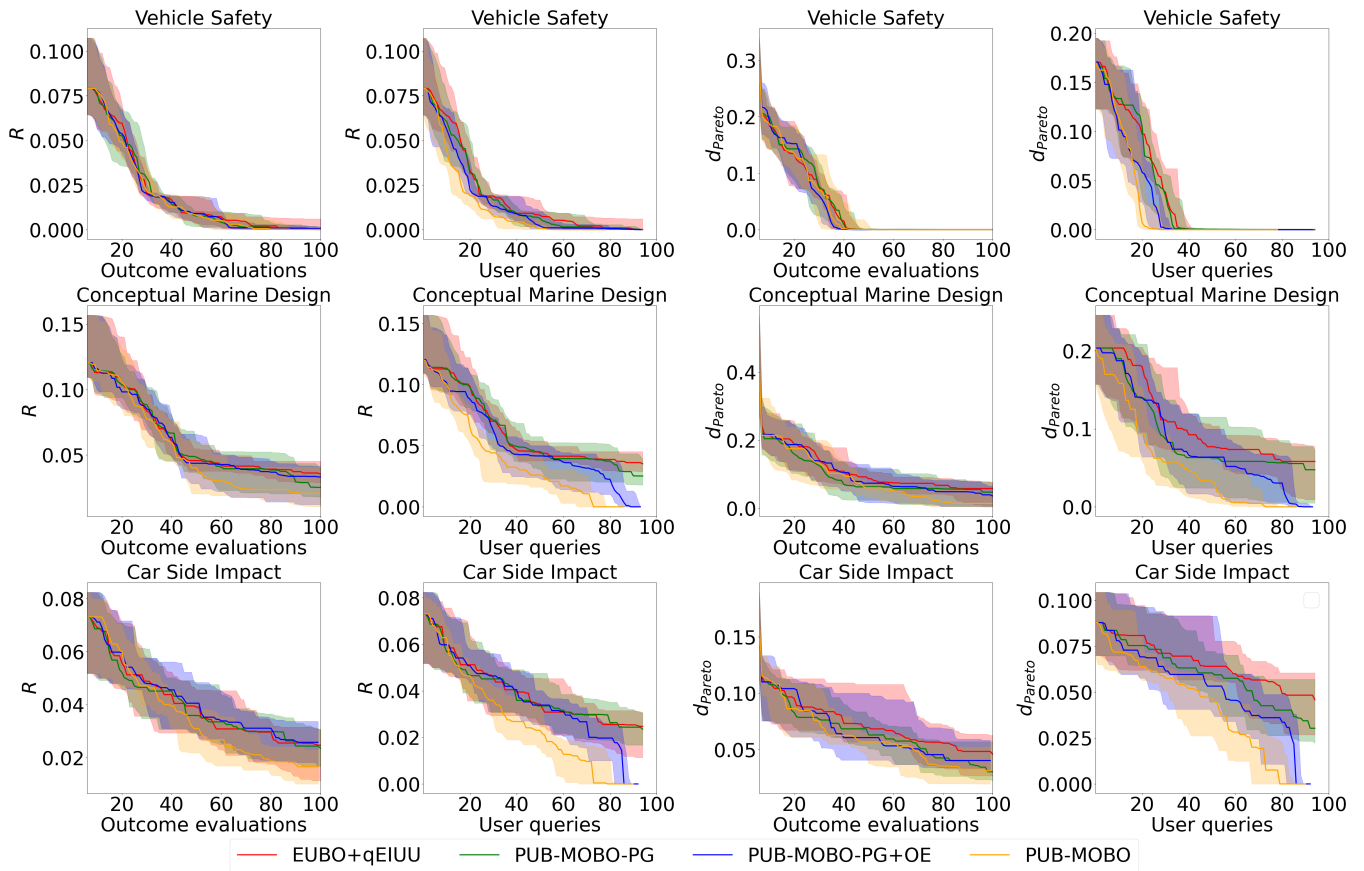 Vehicle Safety Vehicle Safety Vehicle Safety Vehicle Safety
R 0.100 0.075 0.050 0.025 0.000
R 0.100 0.075 0.050 0.025 0.000
d_Pareto 0.3 0.2 0.1 0.0
d_Pareto 0.20 0.15 0.10 0.05 0.00
20 40 60 80 100 20 40 60 80 100 20 40 60 80 100 20 40 60 80 100
Outcome evaluations User queries Outcome evaluations User queries
Conceptual Marine Design Conceptual Marine Design Conceptual Marine Design Conceptual Marine Design
R 0.15 0.10 0.05
R 0.15 0.10 0.05 0.00
d_Pareto 0.4 0.2 0.0
d_Pareto 0.2 0.1 0.0
20 40 60 80 100 20 40 60 80 100 20 40 60 80 100 20 40 60 80 100
Outcome evaluations User queries Outcome evaluations User queries
Car Side Impact Car Side Impact Car Side Impact Car Side Impact
R 0.08 0.06 0.04 0.02
R 0.08 0.06 0.04 0.02 0.00
d_Pareto 0.15 0.10 0.05
d_Pareto 0.100 0.075 0.050 0.025 0.000
20 40 60 80 100 20 40 60 80 100 20 40 60 80 100 20 40 60 80 100
Outcome evaluations User queries Outcome evaluations User queries
EUBO+qEIUU PUB-MOBO-PG PUB-MOBO-PG+OE PUB-MOBO